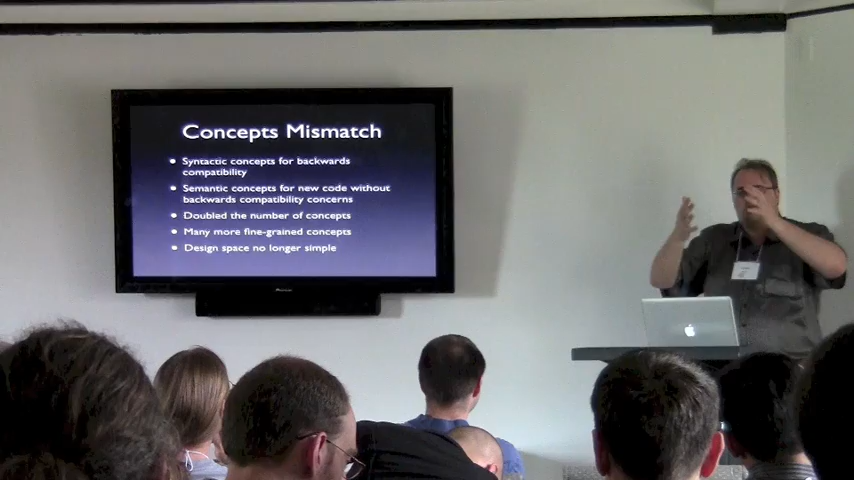 Concepts Mismatch
Syntactic concepts for backwards
compatibility
Semantic concepts for new code without
backwards compatibility concerns
Doubled the number of concepts
Many more fine-grained concepts
Design space no longer simple